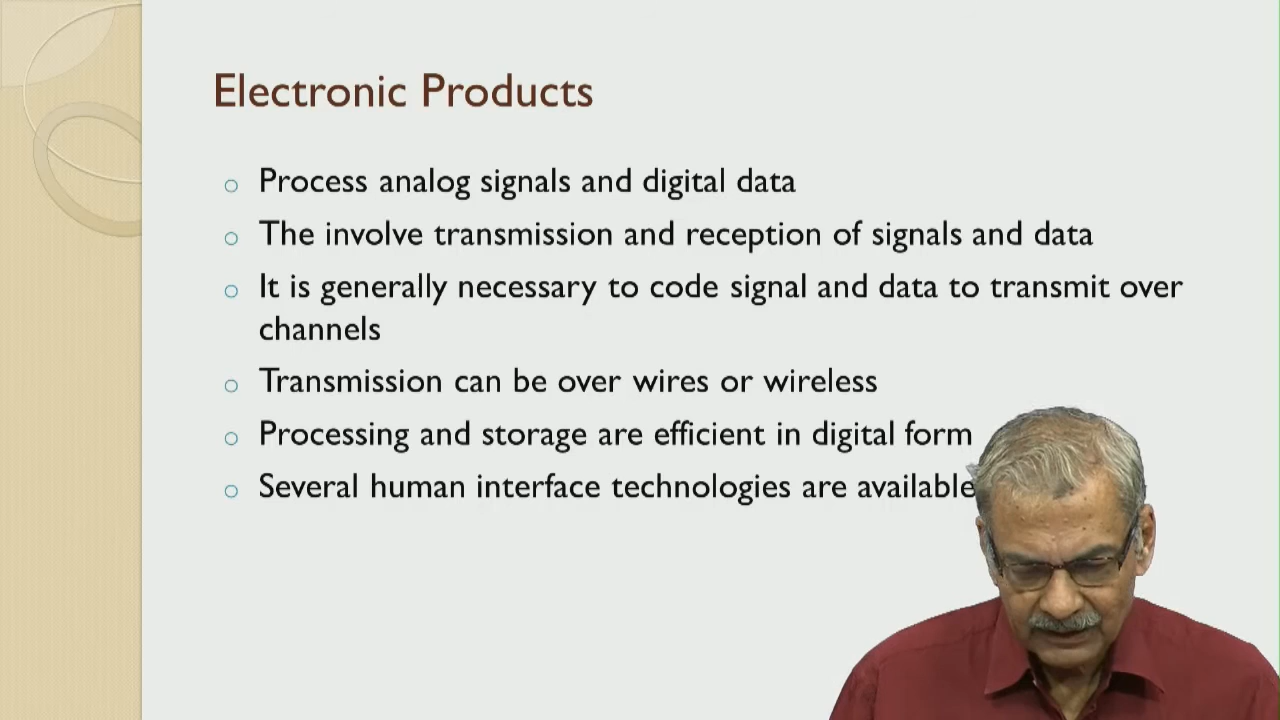 Electronic Products
Process analog signals and digital data
The involve transmission and reception of signals and data
It is generally necessary to code signal and data to transmit over
channels
Transmission can be over wires or wireless
Processing and storage are efficient in digital form
Several human interface technologies are available